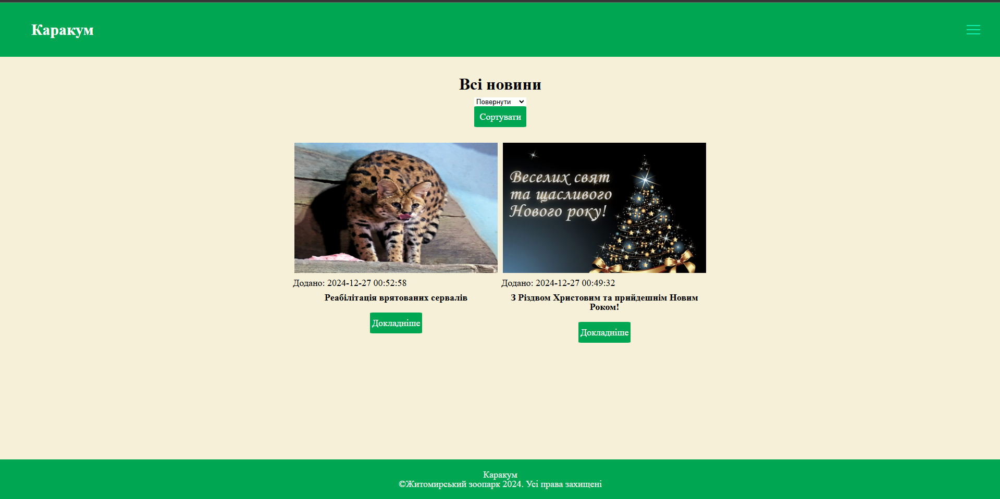 Каракум
Всі новини
Повернути
Сортувати
Веселих свят
та щасливого
Нового року!
Додано: 2024-12-27 00:52:58
Реабілітація врятованих сервалів
Докладніше
Додано: 2024-12-27 00:49:32
З Різдвом Христовим та прийдешнім Новим
Роком!
Докладніше
Каракум
©Житомирський зоопарк 2024. Усі права захищені